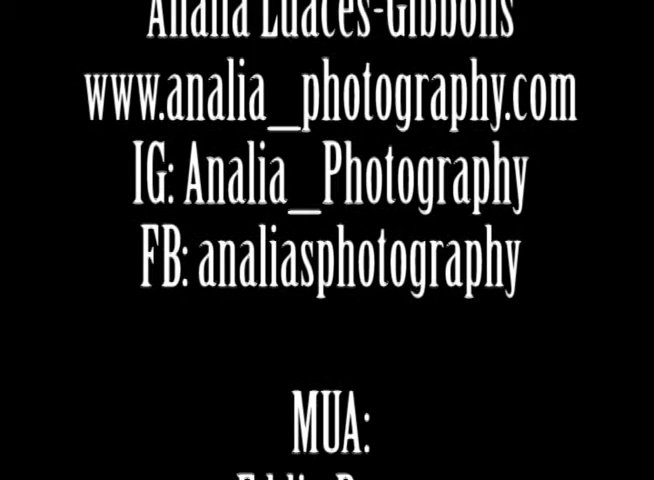 Analia Luaces-Gibbons
www.analia_photography.com
IG: Analia_Photography
FB: analiasphotography
MUA: